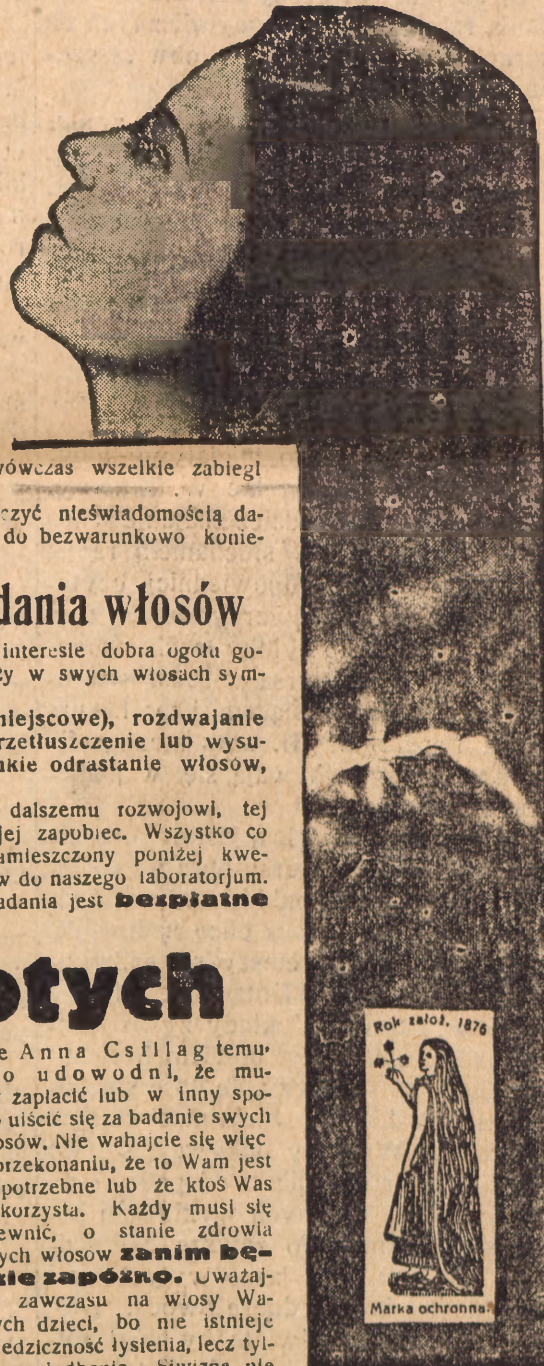 wówczas wszelkie zabiegi
czyć nieświadomością da-
do bezwarunkowo konie-
dania włosów
interesie dobra ogółu go-
y w swych włosach sym-
miejscowe), rozdwajanie
rzetłuszczenie lub wysu-
nkie odrastanie włosów,
dalszemu rozwojowi, tej
jej zapobiec. Wszystko co
amieszczony poniżej kwe-
w do naszego laboratorjum.
adania jest bezpłatne
otych
e Anna Csillag temu,
o udowodni, że mu-
zapłacić lub w inny spo-
uiścić się za badanie swych
osów. Nie wahajcie się więc
przekonaniu, że to Wam jest
potrzebne lub że ktoś Was
korzysta. Każdy musi się
ewnić, o stanie zdrowia
ych włosow zanim bę-
zie zapóźno. Uważaj-
zawczasu na włosy Wa-
ych dzieci, bo nie istnieje
edziczność łysienia, lecz tyl-
Rok załoź. 1876
Marka ochronna.